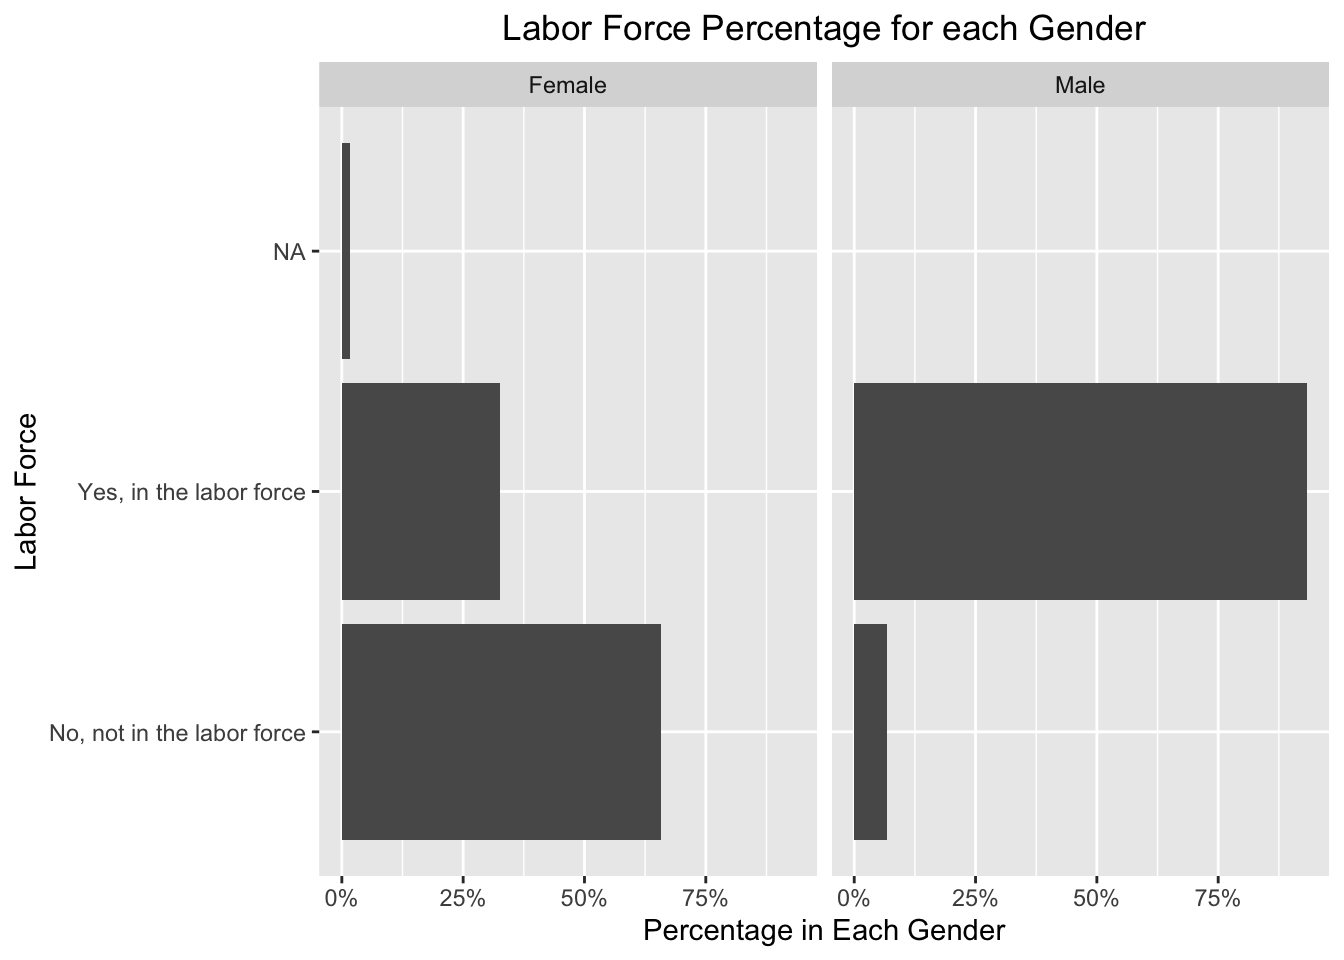 Labor Force Percentage for each Gender
Female
Male
Labor Force
NA
Yes, in the labor force
No, not in the labor force
0%
25%
50%
75%
0%
25%
50%
75%
Percentage in Each Gender